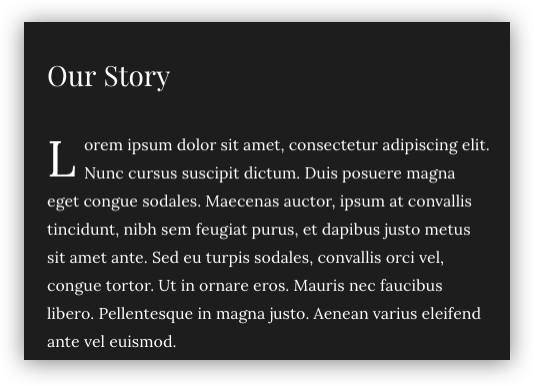 Our Story
Lorem ipsum dolor sit amet, consectetur adipiscing elit.
Nunc cursus suscipit dictum. Duis posuere magna
eget congue sodales. Maecenas auctor, ipsum at convallis
tincidunt, nibh sem feugiat purus, et dapibus justo metus
sit amet ante. Sed eu turpis sodales, convallis orci vel,
congue tortor. Ut in ornare eros. Mauris nec faucibus
libero. Pellentesque in magna justo. Aenean varius eleifend
ante vel euismod.